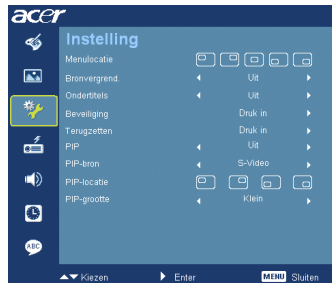 acer
Instelling
Menulocatie
Bronvergrend. Uit
Ondertitels Uit
Beveiliging Druk in
Terugzetten Druk in
PIP Uit
PIP-bron S-Video
PIP-locatie
PIP-grootte Klein
ABC
Kiezen Enter MENU Sluiten